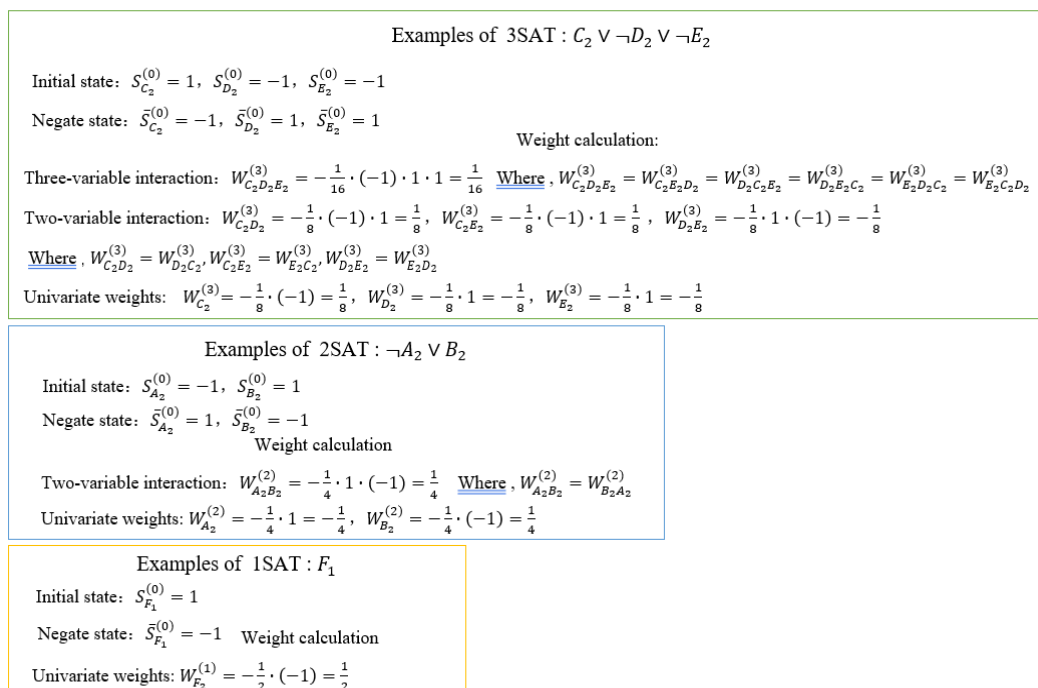 Examples of 3SAT : C₂ ∨ ¬D₂ ∨ ¬E₂
Initial state: S_{C₂}^{(0)} = 1, S_{D₂}^{(0)} = −1, S_{E₂}^{(0)} = −1
Negate state: S̄_{C₂}^{(0)} = −1, S̄_{D₂}^{(0)} = 1, S̄_{E₂}^{(0)} = 1
Weight calculation:
Three-variable interaction: W_{C₂D₂E₂}^{(3)} = −1/16 · (−1) · 1 · 1 = 1/16 Where , W_{C₂D₂E₂}^{(3)} = W_{C₂E₂D₂}^{(3)} = W_{D₂C₂E₂}^{(3)} = W_{D₂E₂C₂}^{(3)} = W_{E₂D₂C₂}^{(3)} = W_{E₂C₂D₂}^{(3)}
Two-variable interaction: W_{C₂D₂}^{(3)} = −1/8 · (−1) · 1 = 1/8, W_{C₂E₂}^{(3)} = −1/8 · (−1) · 1 = 1/8 , W_{D₂E₂}^{(3)} = −1/8 · 1 · (−1) = −1/8
Where , W_{C₂D₂}^{(3)} = W_{D₂C₂}^{(3)}, W_{C₂E₂}^{(3)} = W_{E₂C₂}^{(3)}, W_{D₂E₂}^{(3)} = W_{E₂D₂}^{(3)}
Univariate weights: W_{C₂}^{(3)} = −1/8 · (−1) = 1/8, W_{D₂}^{(3)} = −1/8 · 1 = −1/8, W_{E₂}^{(3)} = −1/8 · 1 = −1/8
Examples of 2SAT : ¬A₂ ∨ B₂
Initial state: S_{A₂}^{(0)} = −1, S_{B₂}^{(0)} = 1
Negate state: S̄_{A₂}^{(0)} = 1, S̄_{B₂}^{(0)} = −1
Weight calculation
Two-variable interaction: W_{A₂B₂}^{(2)} = −1/4 · 1 · (−1) = 1/4 Where , W_{A₂B₂}^{(2)} = W_{B₂A₂}^{(2)}
Univariate weights: W_{A₂}^{(2)} = −1/4 · 1 = −1/4, W_{B₂}^{(2)} = −1/4 · (−1) = 1/4
Examples of 1SAT : F₁
Initial state: S_{F₁}^{(0)} = 1
Negate state: S̄_{F₁}^{(0)} = −1 Weight calculation
Univariate weights: W_{F₂}^{(1)} = −1/2 · (−1) = 1/2